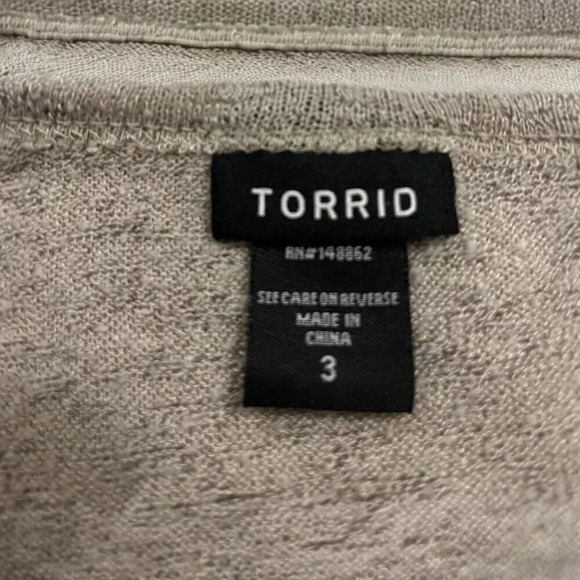 TORRID
RN#148862
SEE CARE ON REVERSE
MADE IN
CHINA
3